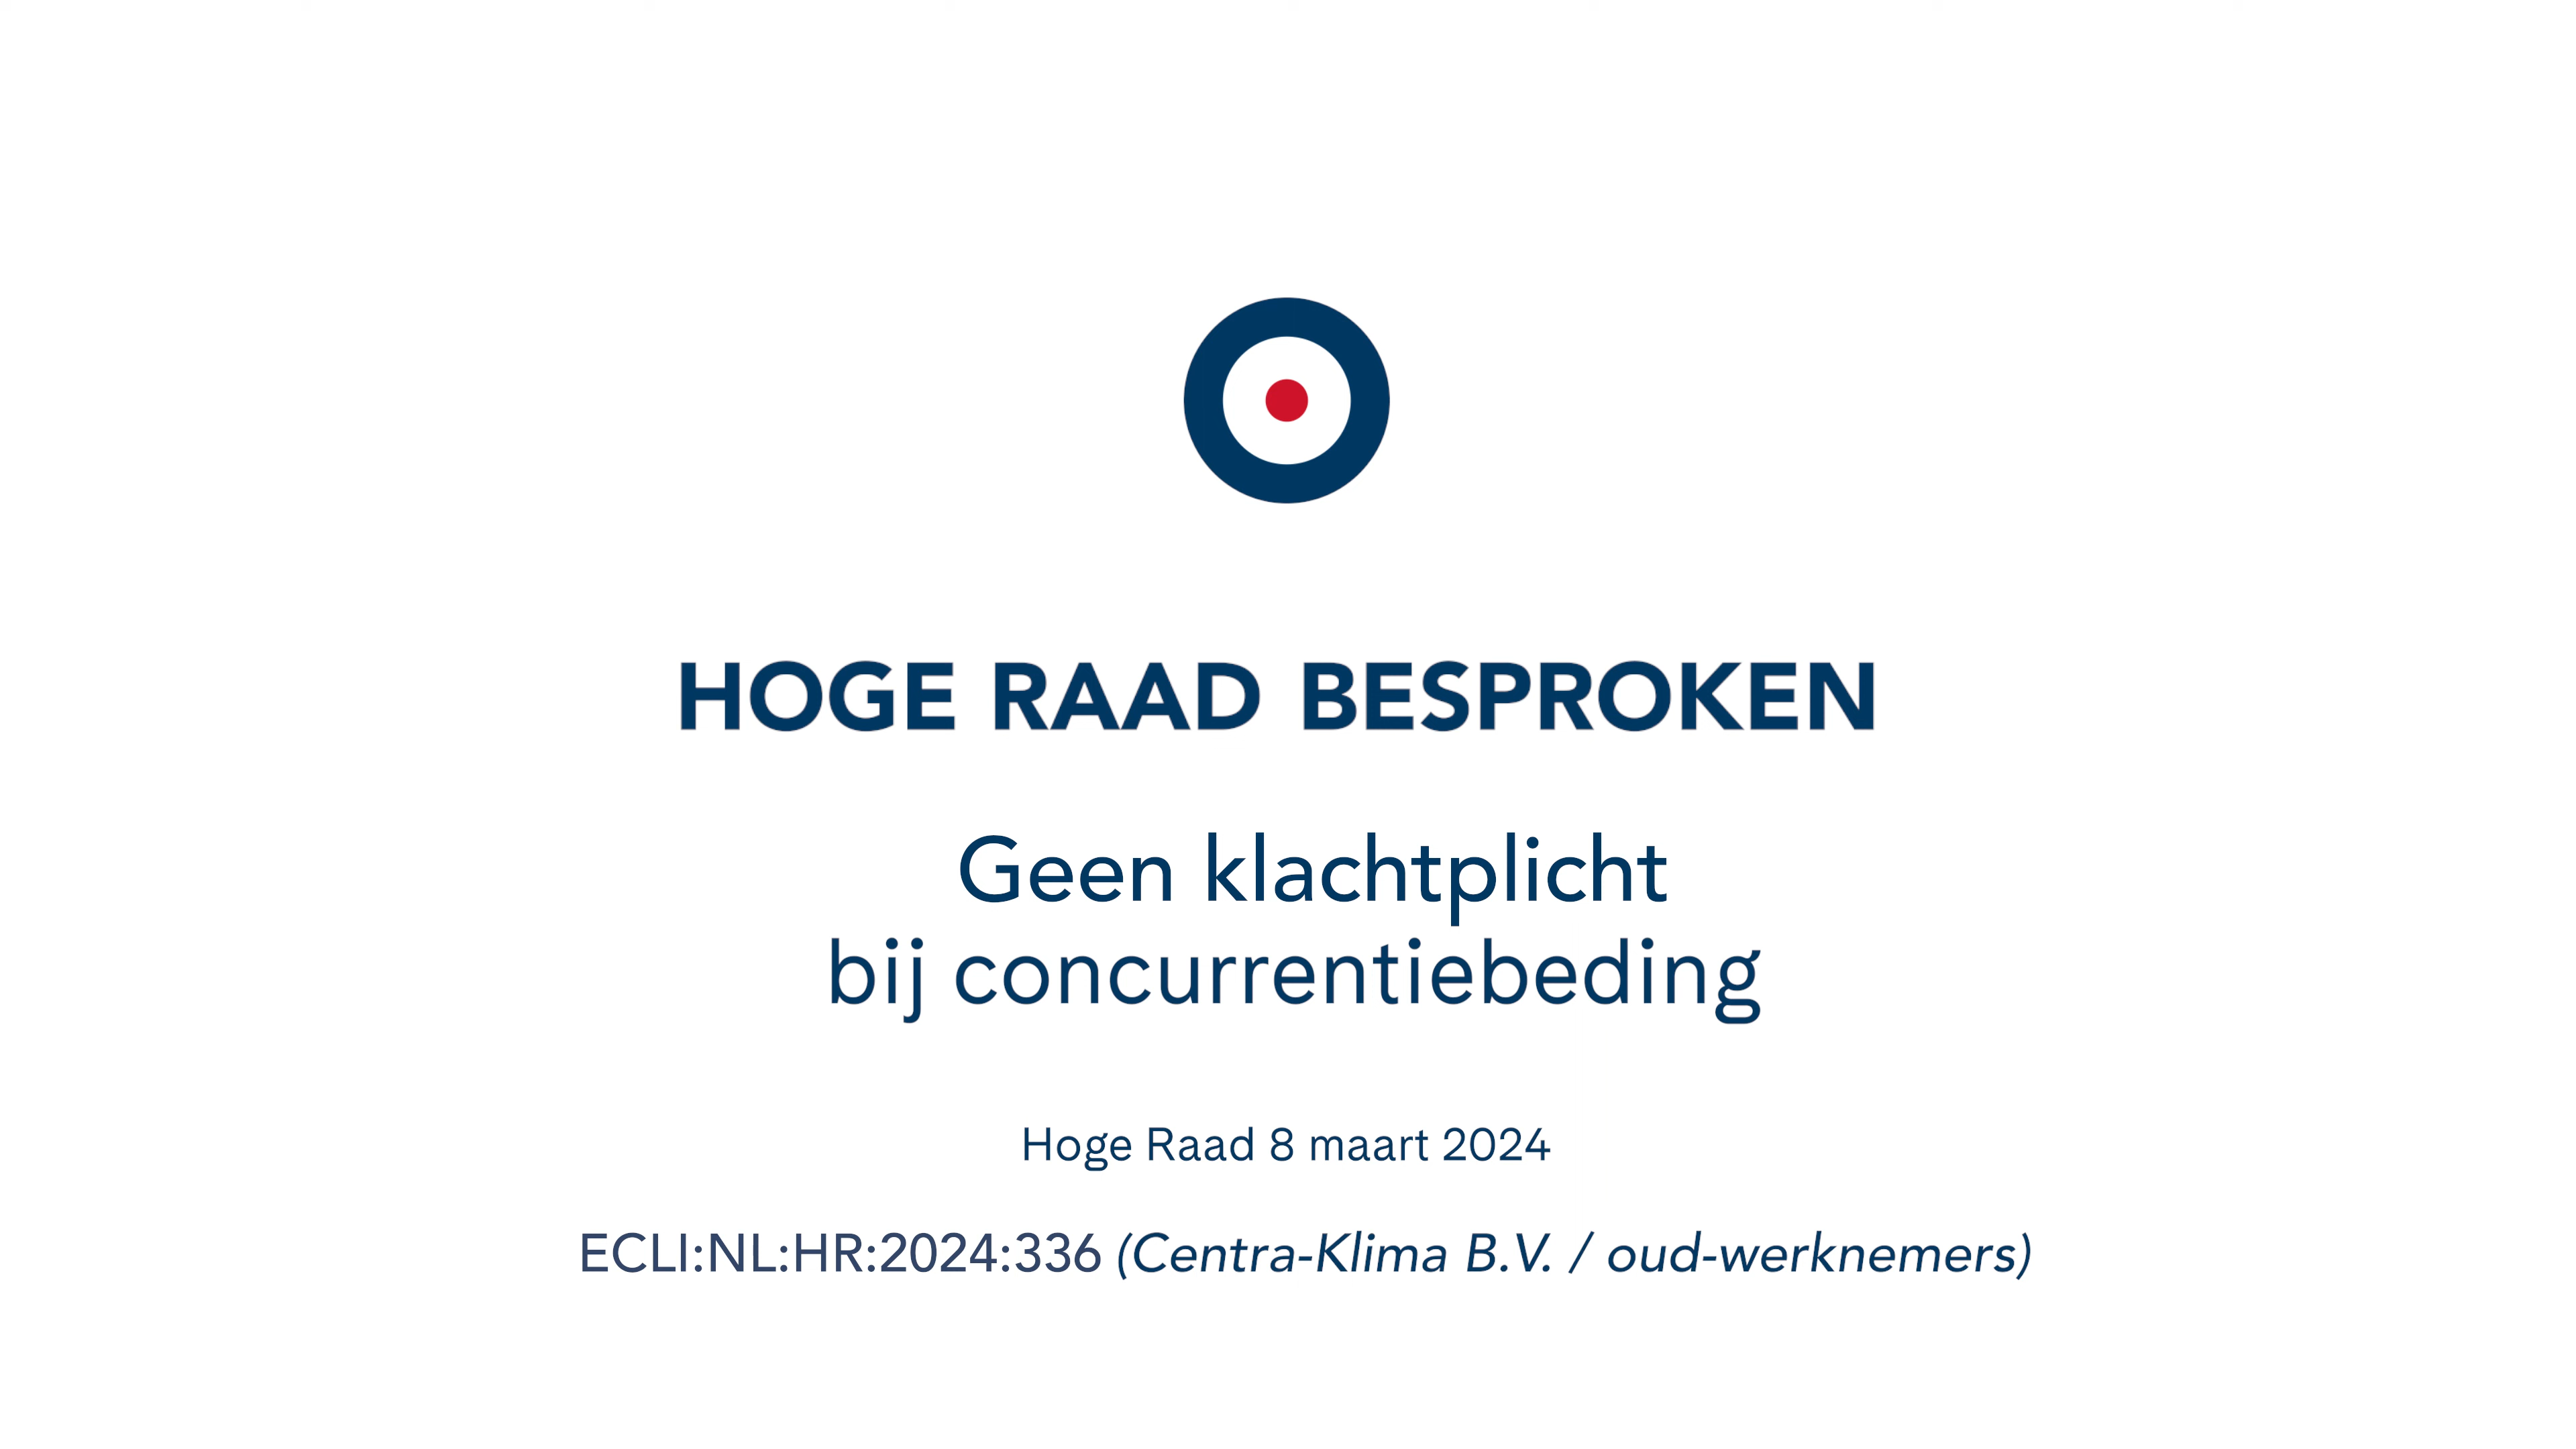 HOGE RAAD BESPROKEN
Geen klachtplicht
bij concurrentiebeding
Hoge Raad 8 maart 2024
ECLI:NL:HR:2024:336 (Centra-Klima B.V. / oud-werknemers)